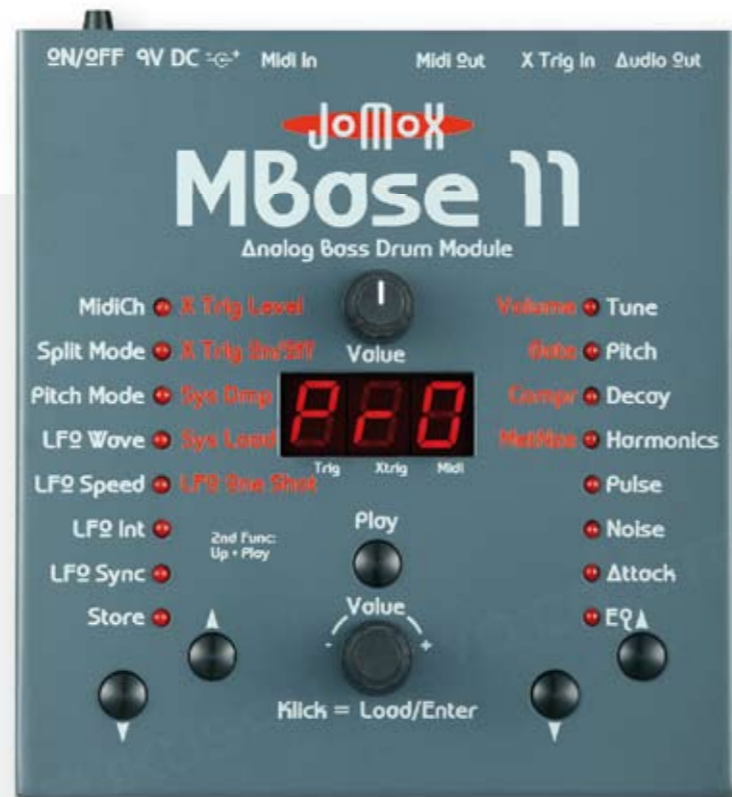 ON/OFF 9V DC Midi In Midi Out X Trig In Audio Out
JoMoX
MBase 11
Analog Bass Drum Module
MidiCh X Trig Level
Split Mode X Trig On/Off
Pitch Mode Sys Dmp
LFO Wave Sys Load
LFO Speed LFO One Shot
LFO Int
LFO Sync
Store
2nd Func:
Up + Play
Value
Pr0
Trig Xtrig Midi
Play
Value
- +
Klick = Load/Enter
Volume Tune
Gate Pitch
Compr Decay
Harmonics
Pulse
Noise
Attack
EQ